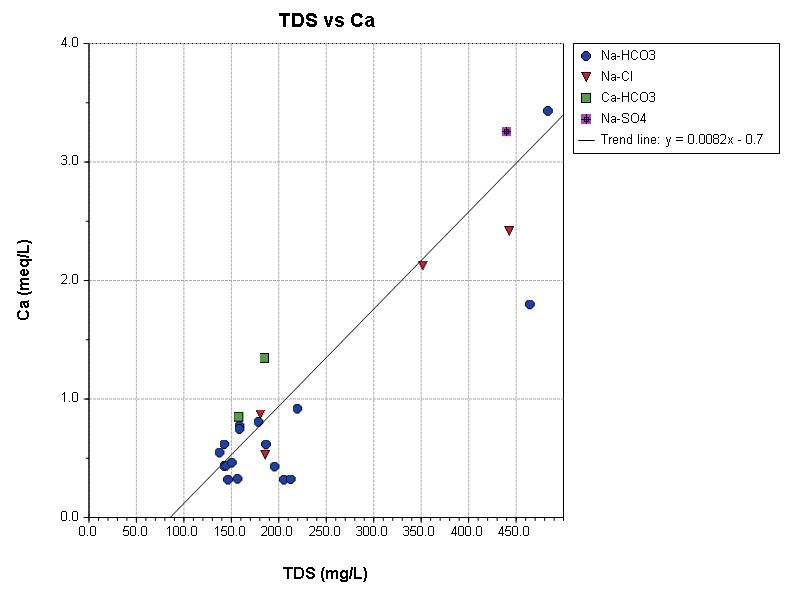 TDS vs Ca
4.0
3.0
2.0
1.0
0.0
Ca (meq/L)
0.0 50.0 100.0 150.0 200.0 250.0 300.0 350.0 400.0 450.0
TDS (mg/L)
Na-HCO3
Na-Cl
Ca-HCO3
Na-SO4
Trend line: y = 0.0082x - 0.7